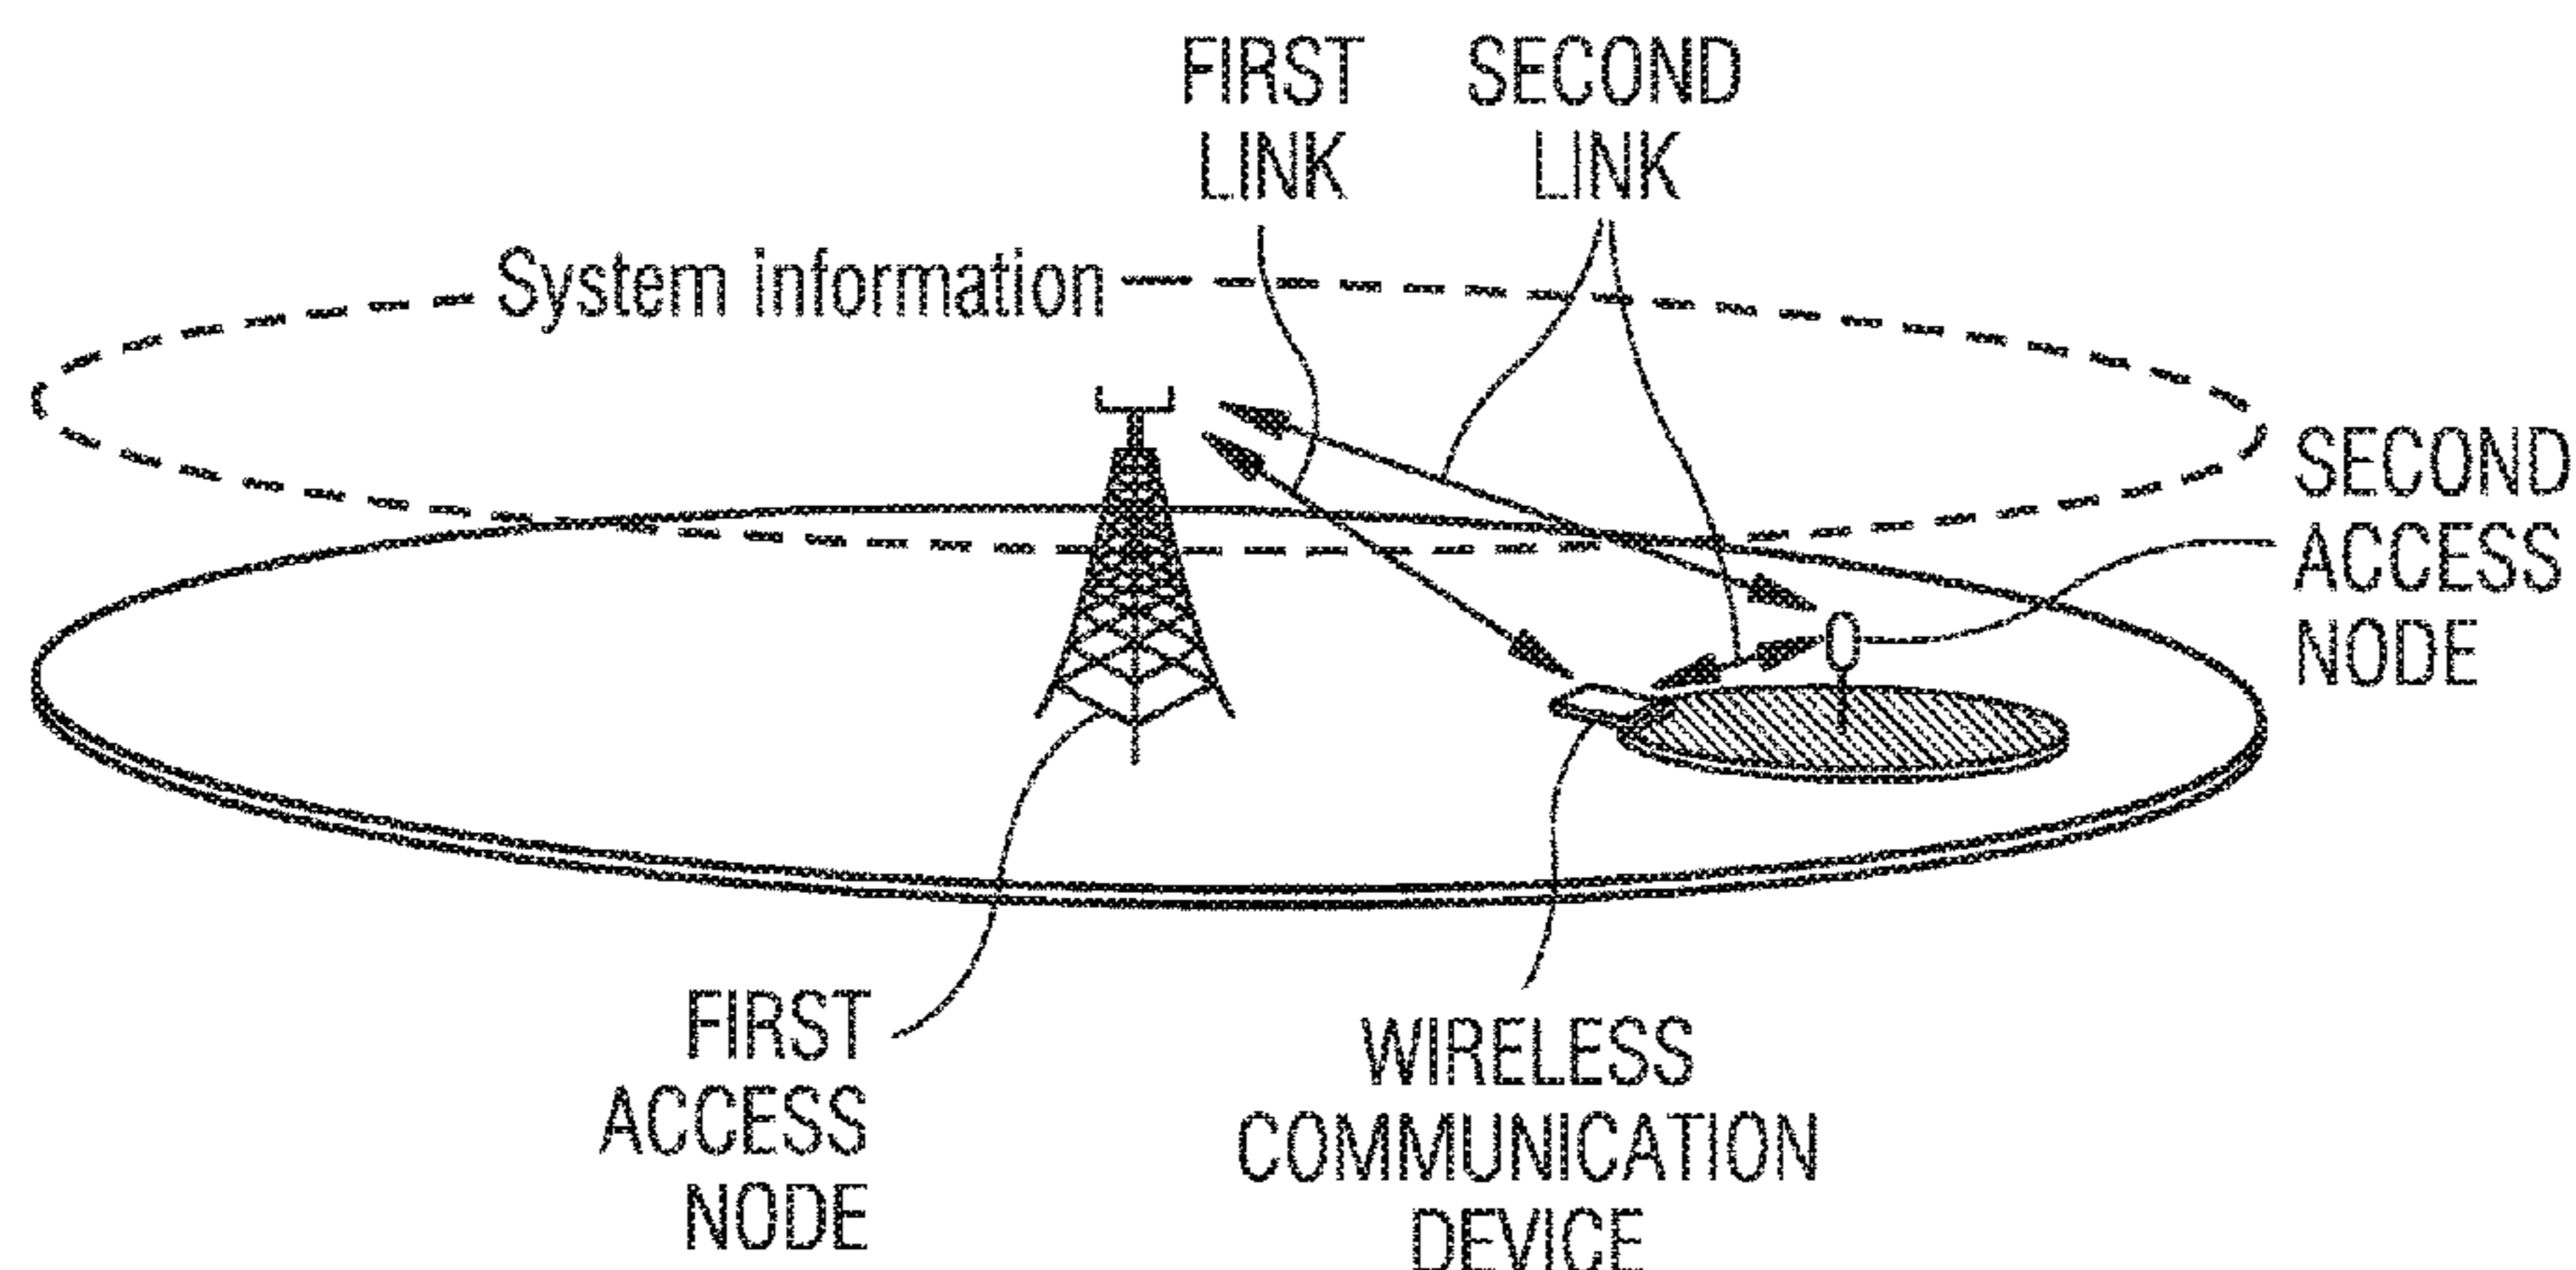 FIRST
LINK
SECOND
LINK
System information
SECOND
ACCESS
NODE
FIRST
ACCESS
NODE
WIRELESS
COMMUNICATION
DEVICE